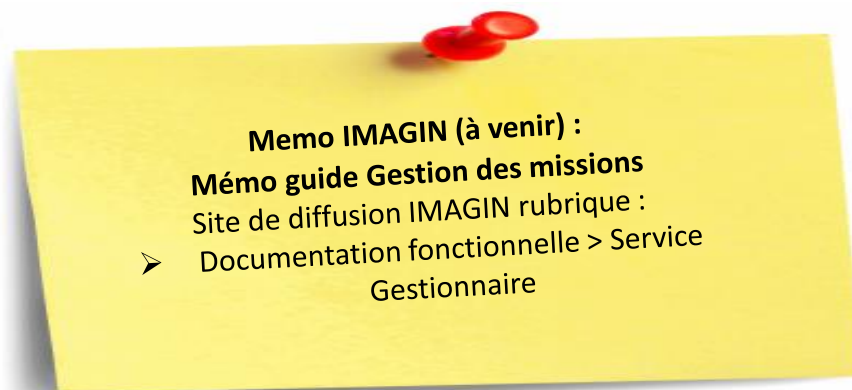 Memo IMAGIN (à venir) :
Mémo guide Gestion des missions
Site de diffusion IMAGIN rubrique :
➢ Documentation fonctionnelle > Service
Gestionnaire